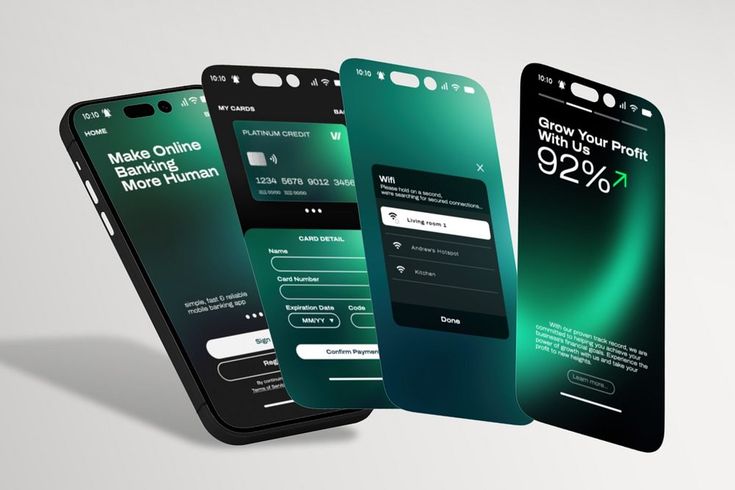 10:10
HOME
Make Online
Banking
More Human
simple, fast & reliable
mobile banking app
Sign
By continui
Terms of Servi
10:10
MY CARDS
PLATINUM CREDIT
1234 5678 9012 3456
CARD DETAIL
Name
Card Number
Expiration Date Code
MM/YY
Confirm Payment
10:10
Wifi
Please hold on a second,
we're searching for secured connections...
Living room 1
Andrew's Hotspot
Kitchen
Done
10:10
Grow Your Profit
With Us
92%
With our proven track record, we are
committed to helping you achieve your
business's financial goals. Experience the
power of growth with us and take your
profit to new heights.
Learn more...